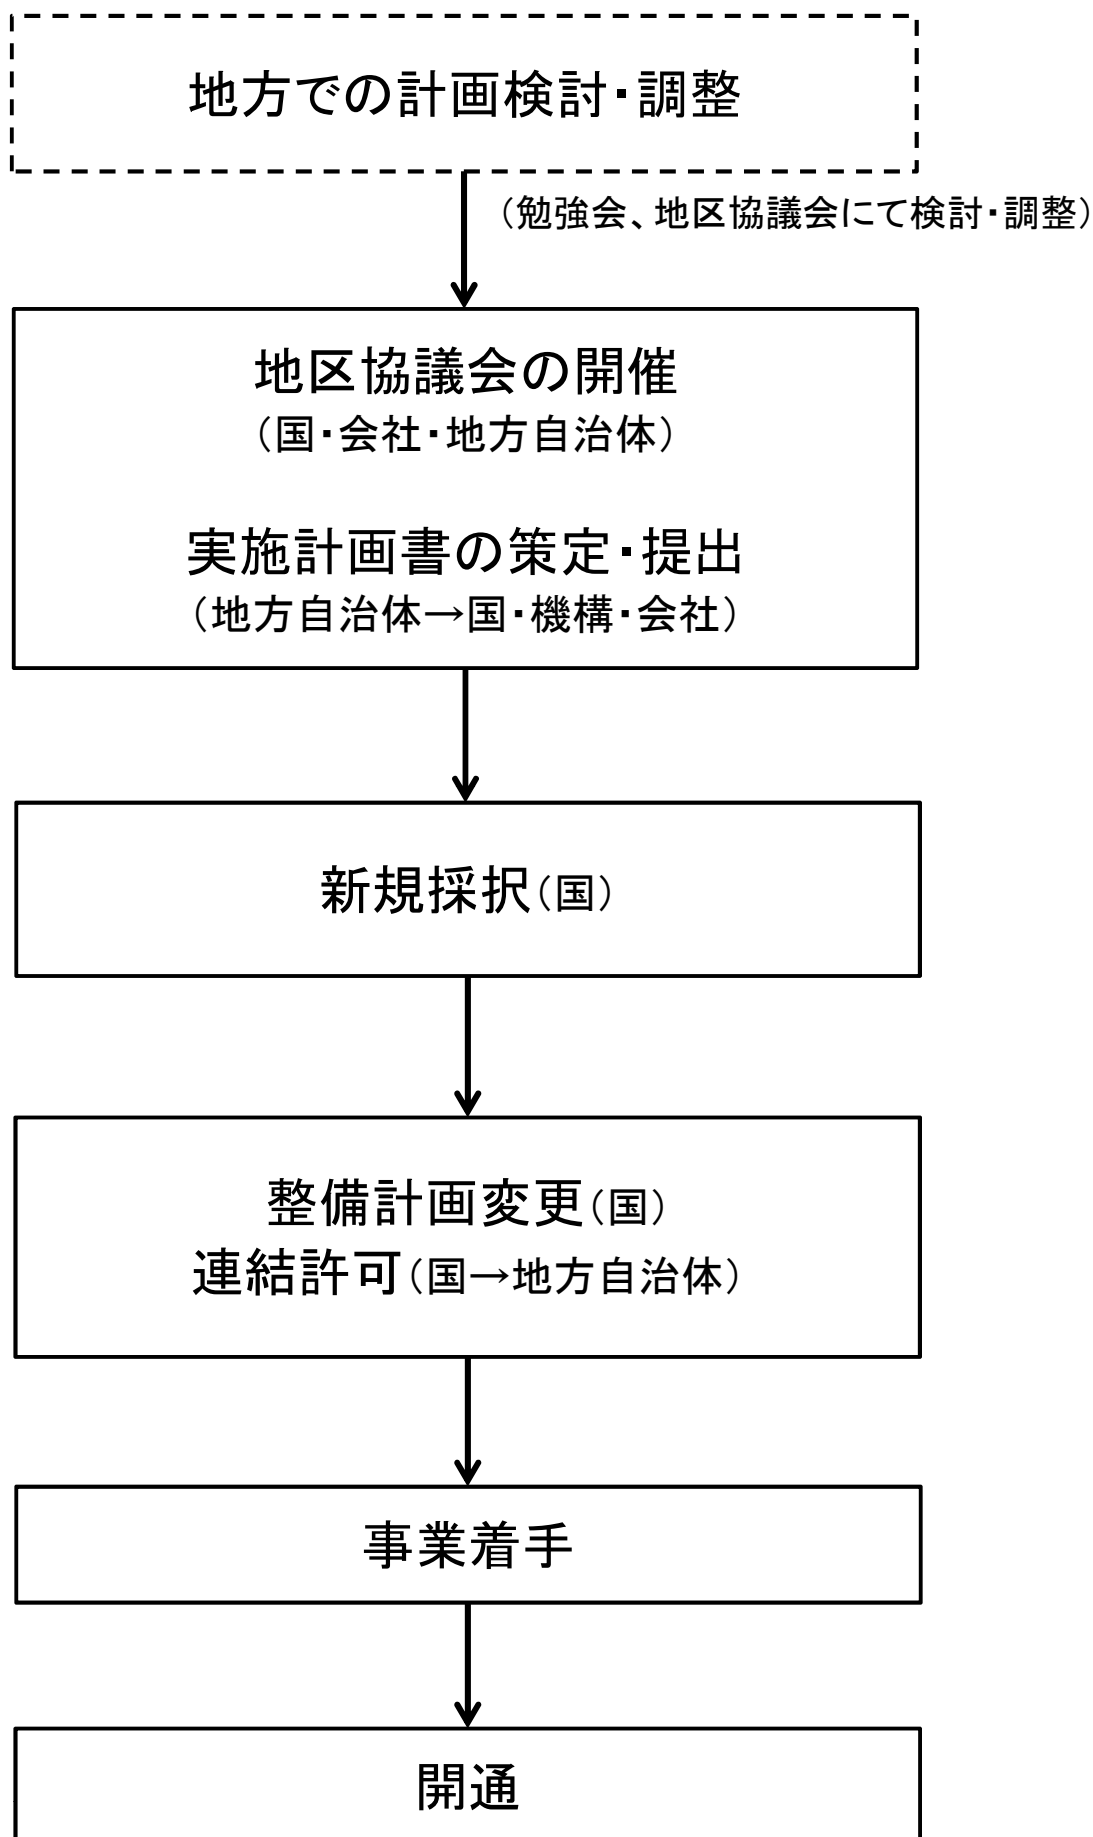 地方での計画検討・調整
（勉強会、地区協議会にて検討・調整）
地区協議会の開催
（国・会社・地方自治体）
実施計画書の策定・提出
（地方自治体→国・機構・会社）
新規採択（国）
整備計画変更（国）
連結許可（国→地方自治体）
事業着手
開通